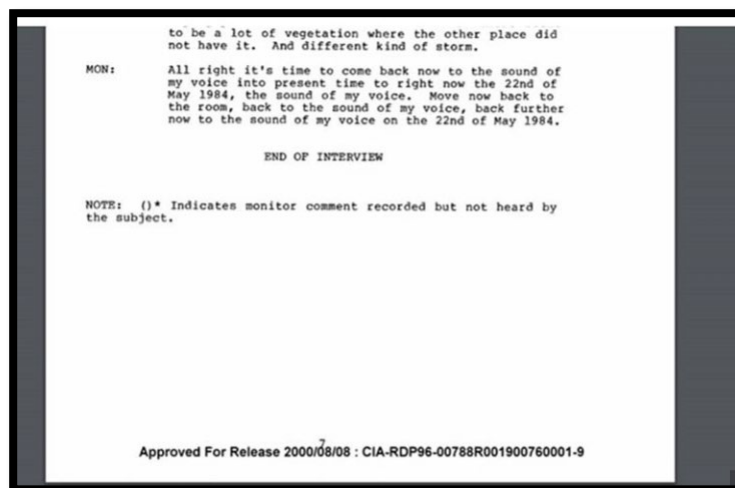 to be a lot of vegetation where the other place did
not have it. And different kind of storm.
MON: All right it's time to come back now to the sound of
my voice into present time to right now the 22nd of
May 1984, the sound of my voice. Move now back to
the room, back to the sound of my voice, back further
now to the sound of my voice on the 22nd of May 1984.
END OF INTERVIEW
NOTE: ()* Indicates monitor comment recorded but not heard by
the subject.
7
Approved For Release 2000/08/08 : CIA-RDP96-00788R001900760001-9